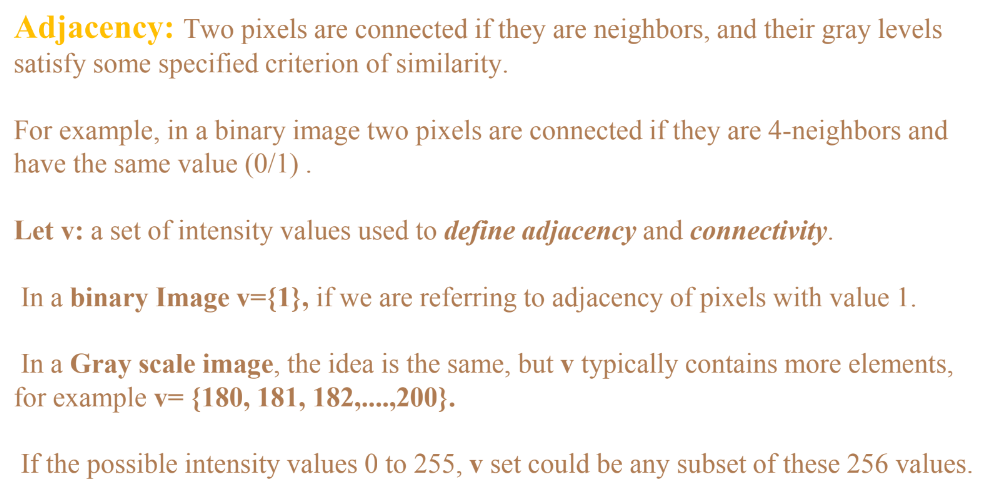 Adjacency: Two pixels are connected if they are neighbors, and their gray levels
satisfy some specified criterion of similarity.
For example, in a binary image two pixels are connected if they are 4-neighbors and
have the same value (0/1) .
Let v: a set of intensity values used to define adjacency and connectivity.
In a binary Image v={1}, if we are referring to adjacency of pixels with value 1.
In a Gray scale image, the idea is the same, but v typically contains more elements,
for example v= {180, 181, 182,....,200}.
If the possible intensity values 0 to 255, v set could be any subset of these 256 values.